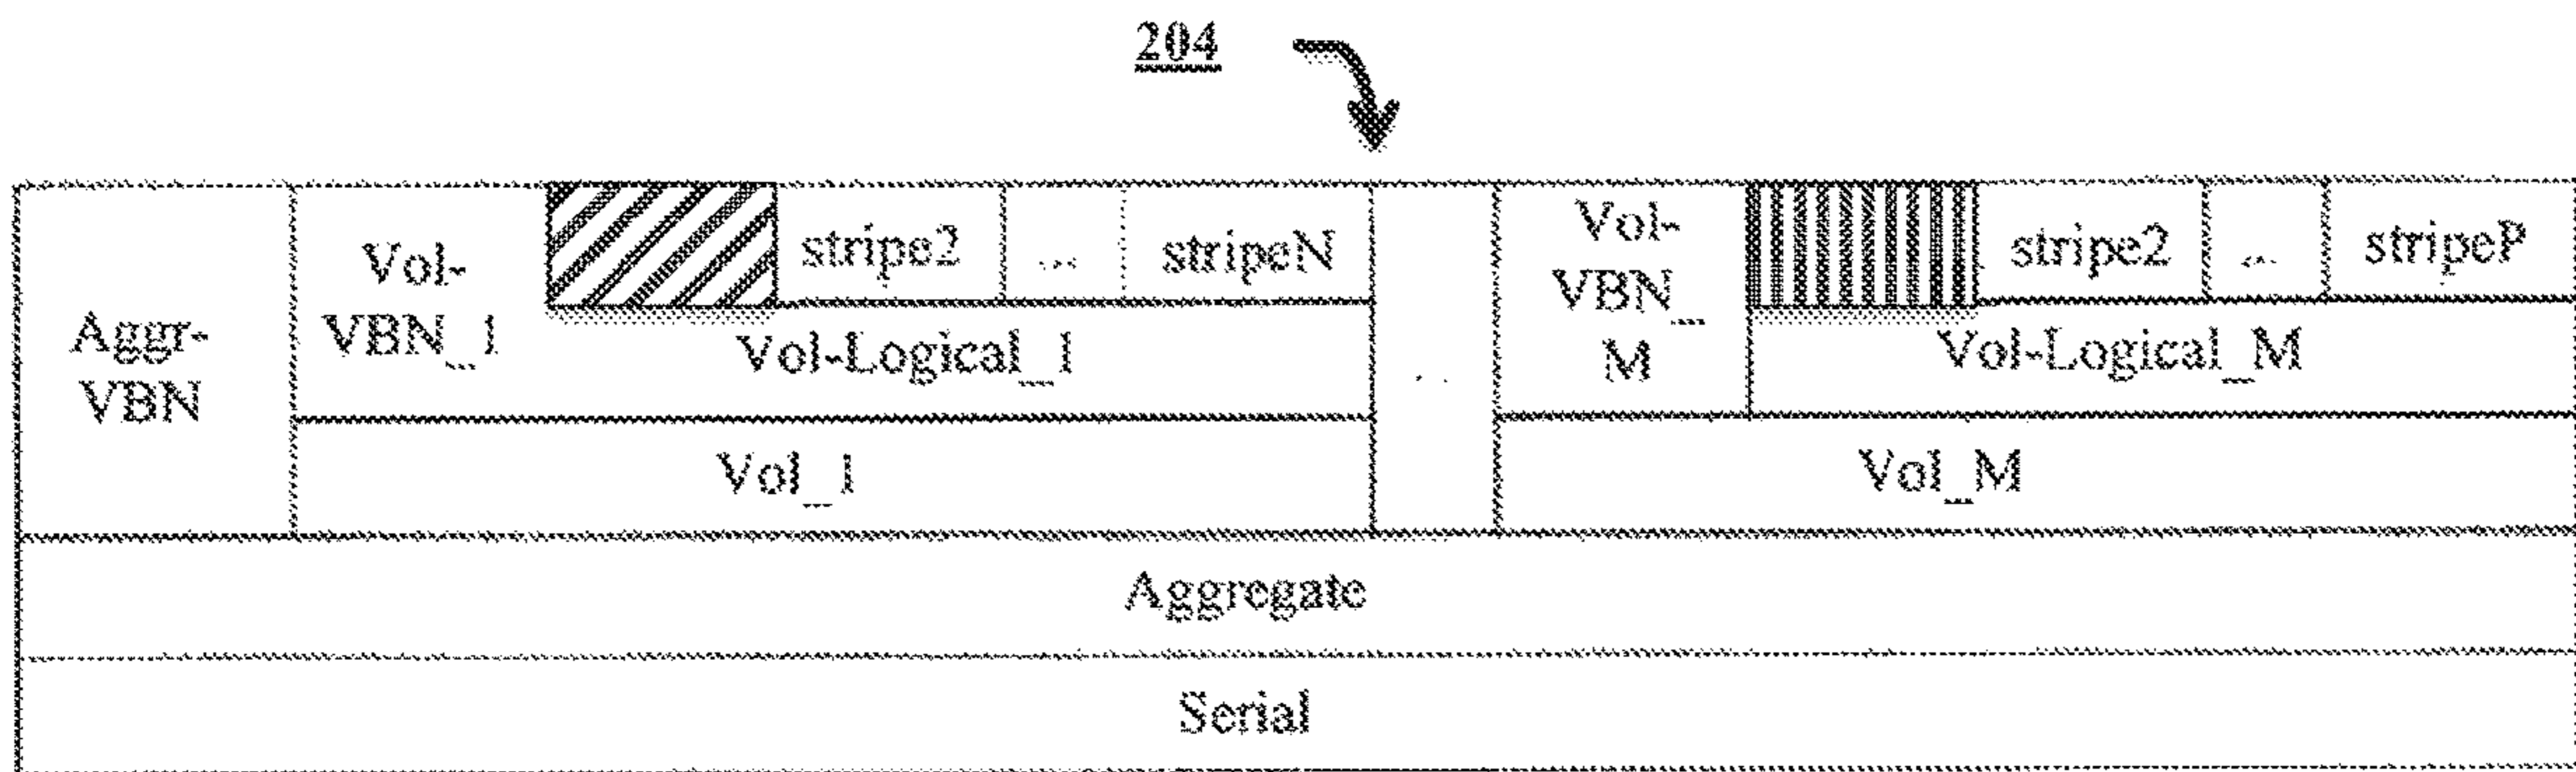 204
Vol-
VBN_1
stripe2
...
stripeN
Vol-
VBN_
M
stripe2
...
stripeP
Aggr-
VBN
Vol-Logical_1
..
Vol-Logical_M
Vol_1
Vol_M
Aggregate
Serial